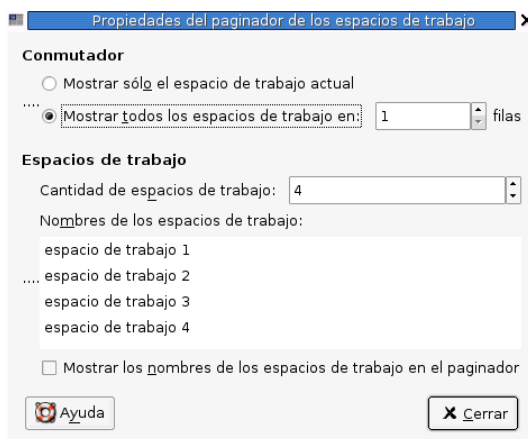 Propiedades del paginador de los espacios de trabajo
Conmutador
Mostrar sólo el espacio de trabajo actual
Mostrar todos los espacios de trabajo en: 1 filas
Espacios de trabajo
Cantidad de espacios de trabajo: 4
Nombres de los espacios de trabajo:
espacio de trabajo 1
espacio de trabajo 2
espacio de trabajo 3
espacio de trabajo 4
Mostrar los nombres de los espacios de trabajo en el paginador
Ayuda Cerrar